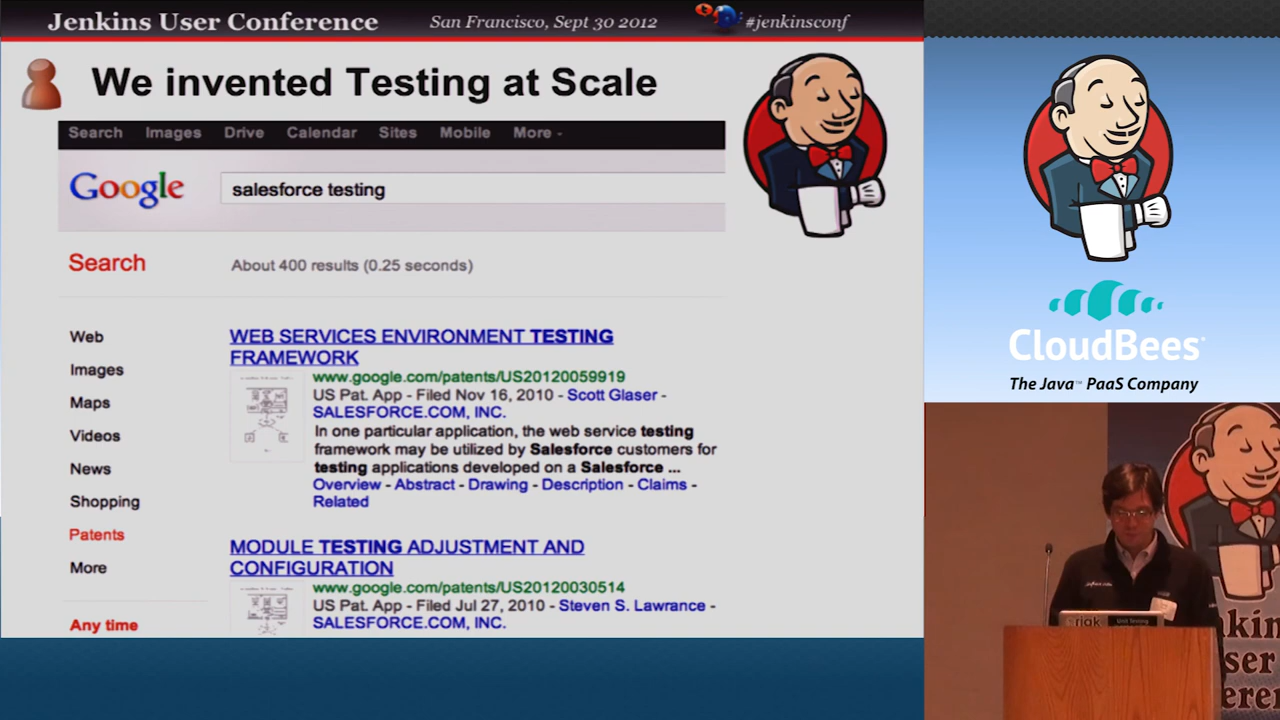 Jenkins User Conference
San Francisco, Sept 30 2012
#jenkinsconf
We invented Testing at Scale
Search Images Drive Calendar Sites Mobile More
Google
salesforce testing
Search
About 400 results (0.25 seconds)
Web
Images
Maps
Videos
News
Shopping
Patents
More
Any time
WEB SERVICES ENVIRONMENT TESTING
FRAMEWORK
www.google.com/patents/US20120059919
US Pat. App - Filed Nov 16, 2010 - Scott Glaser -
SALESFORCE.COM, INC.
In one particular application, the web service testing
framework may be utilized by Salesforce customers for
testing applications developed on a Salesforce ...
Overview - Abstract - Drawing - Description - Claims -
Related
MODULE TESTING ADJUSTMENT AND
CONFIGURATION
www.google.com/patents/US20120030514
US Pat. App - Filed Jul 27, 2010 - Steven S. Lawrance -
SALESFORCE.COM, INC.
CloudBees
The Java™ PaaS Company
riak
Unit Testing